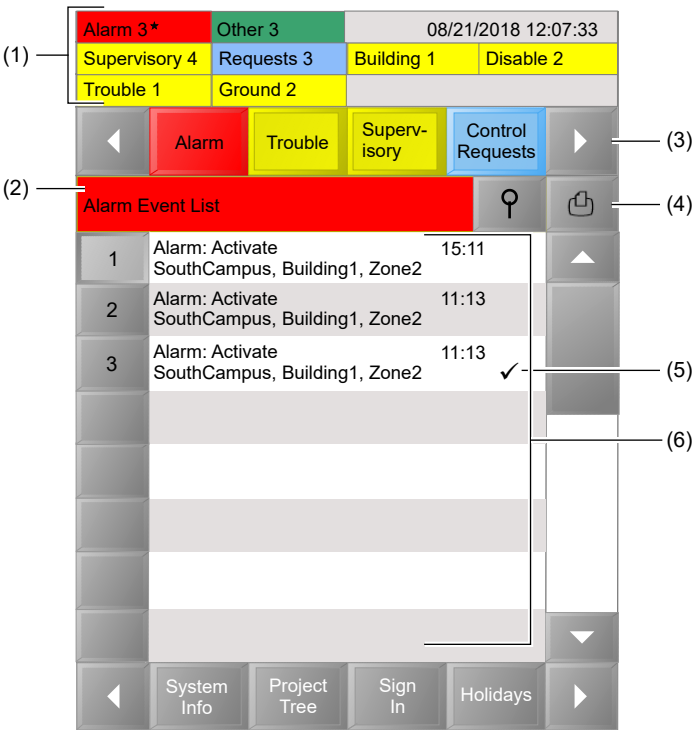 Alarm 3★ Other 3 08/21/2018 12:07:33
(1) Supervisory 4 Requests 3 Building 1 Disable 2
Trouble 1 Ground 2
Alarm Trouble Superv-
isory Control
Requests (3)
(2) Alarm Event List (4)
1 Alarm: Activate 15:11
SouthCampus, Building1, Zone2
2 Alarm: Activate 11:13
SouthCampus, Building1, Zone2
3 Alarm: Activate 11:13
SouthCampus, Building1, Zone2 ✓ (5)
(6)
System
Info Project
Tree Sign
In Holidays